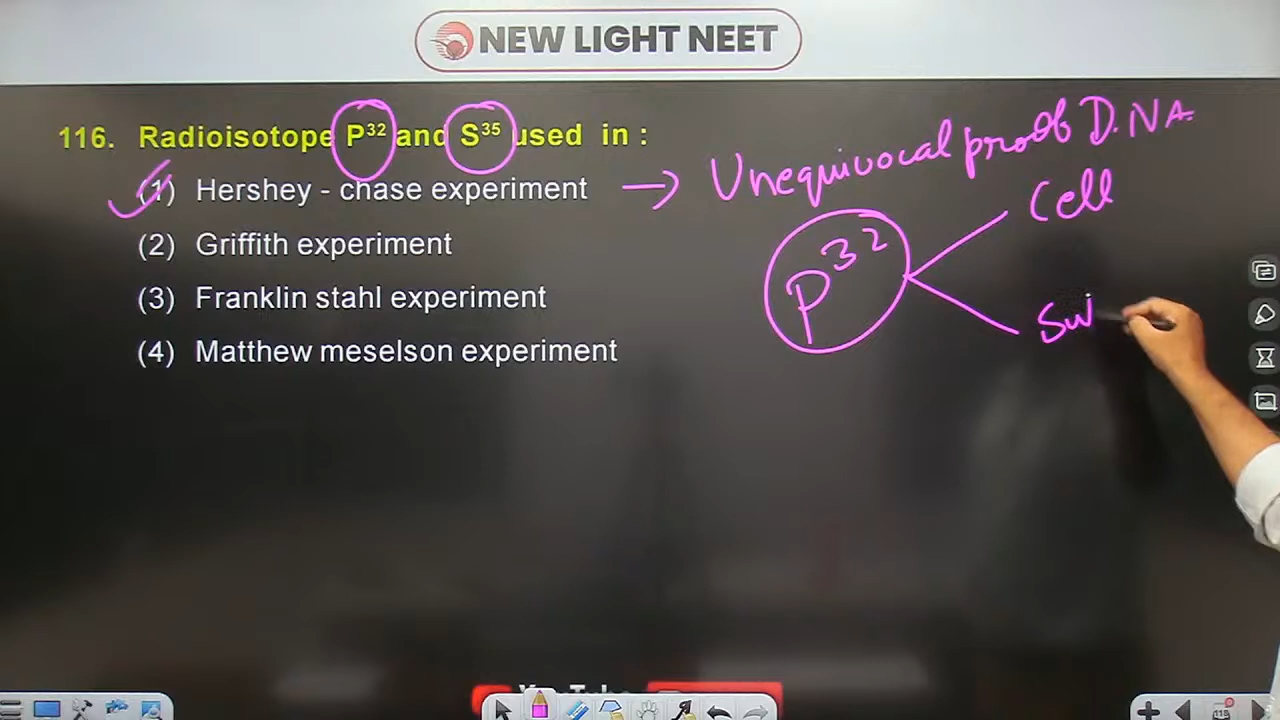 NEW LIGHT NEET
116. Radioisotope P³² and S³⁵ used in :
(1) Hershey - chase experiment → Unequivocal proof D.N.A.
(2) Griffith experiment
(3) Franklin stahl experiment
(4) Matthew meselson experiment
P³²
Cell